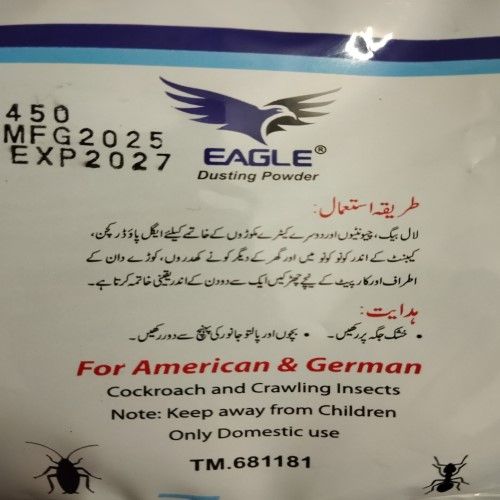 450
MFG2025
EXP2027
EAGLE®
Dusting Powder
طریقہ استعمال:
لال بیگ، چیونٹیوں اور دوسرے کیڑے مکوڑوں کے خاتمے کیلئے ایگل پاؤڈر کچن،
کیبنٹ کے اندر کونو کونو میں اور گھر کے دیگر کونے کھدروں، کوڑے دان کے
اطراف اور کارپیٹ کے نیچے چھڑکیں ایک سے دو دن کے اندر یقینی خاتمہ کرتا ہے۔
ہدایت:
• خشک جگہ پر رکھیں۔ • بچوں اور پالتو جانور کی پہنچ سے دور رکھیں۔
For American & German
Cockroach and Crawling Insects
Note: Keep away from Children
Only Domestic use
TM.681181